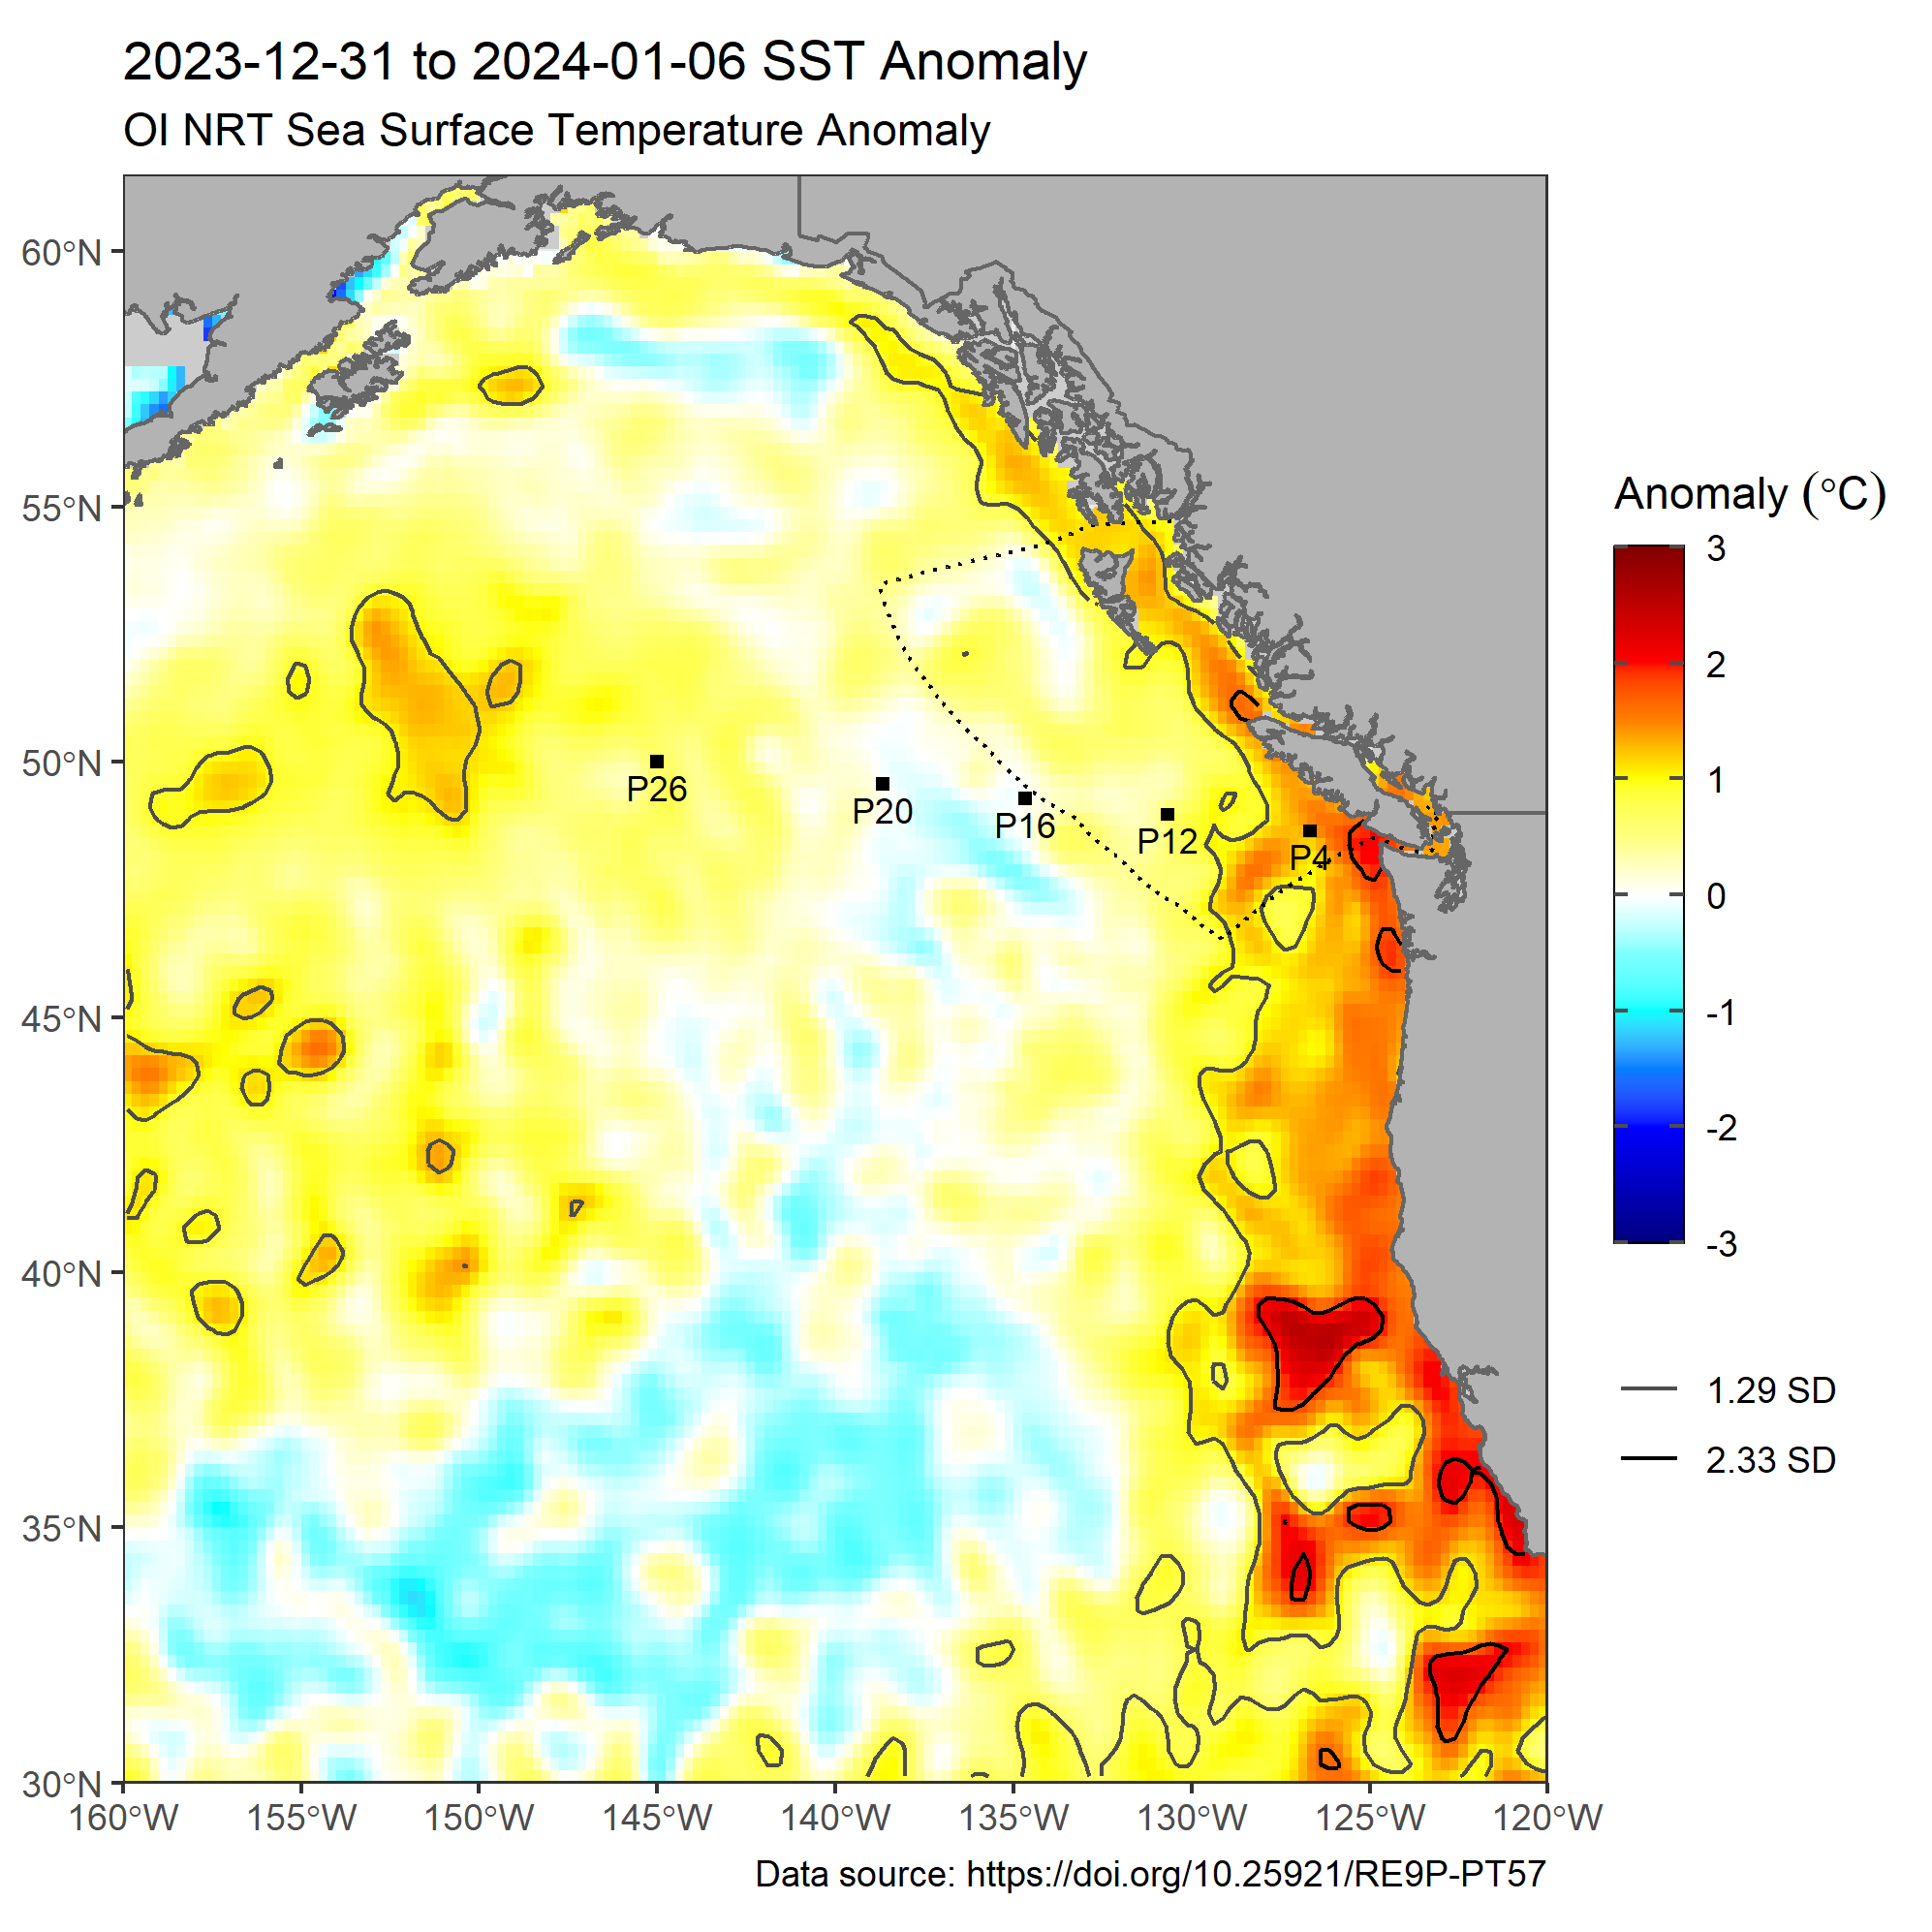 2023-12-31 to 2024-01-06 SST Anomaly
OI NRT Sea Surface Temperature Anomaly
60°N
55°N
50°N
45°N
40°N
35°N
30°N
P26
P20
P16
P12
P4
160°W
155°W
150°W
145°W
140°W
135°W
130°W
125°W
120°W
Anomaly (°C)
3
2
1
0
-1
-2
-3
1.29 SD
2.33 SD
Data source: https://doi.org/10.25921/RE9P-PT57